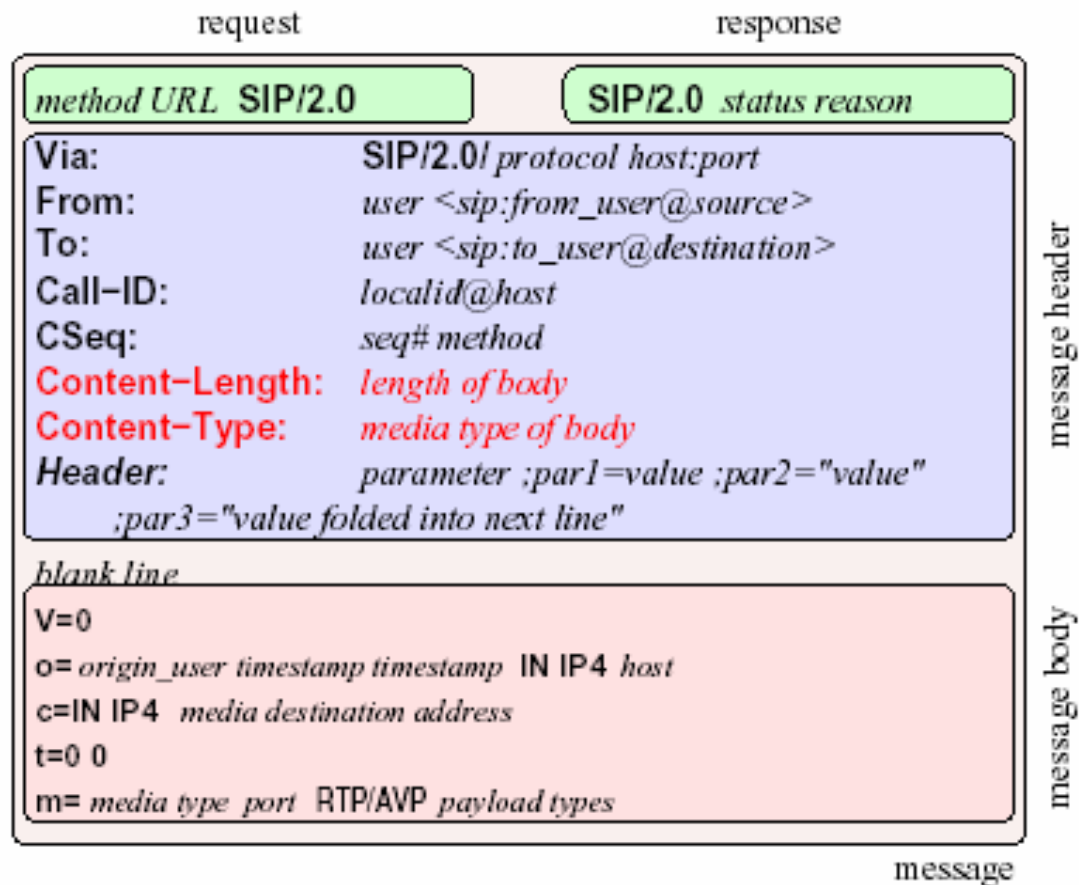 request response
method URL SIP/2.0 SIP/2.0 status reason
Via: SIP/2.0/ protocol host:port
From: user <sip:from_user@source>
To: user <sip:to_user@destination>
Call-ID: localid@host
CSeq: seq# method
Content-Length: length of body
Content-Type: media type of body
Header: parameter ;par1=value ;par2="value"
;par3="value folded into next line"
message header
blank line
V=0
o= origin_user timestamp timestamp IN IP4 host
c=IN IP4 media destination address
t=0 0
m= media type port RTP/AVP payload types
message body
message